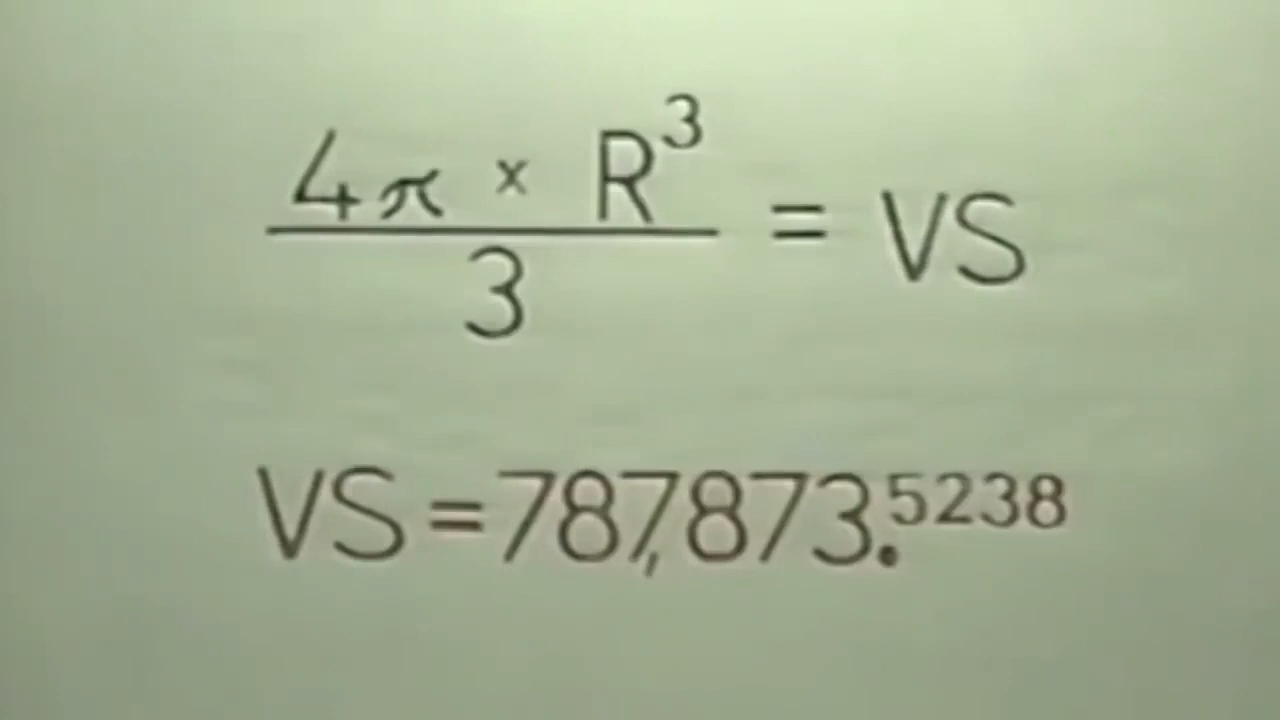 4π × R³
3
= VS
VS = 787,873.5238